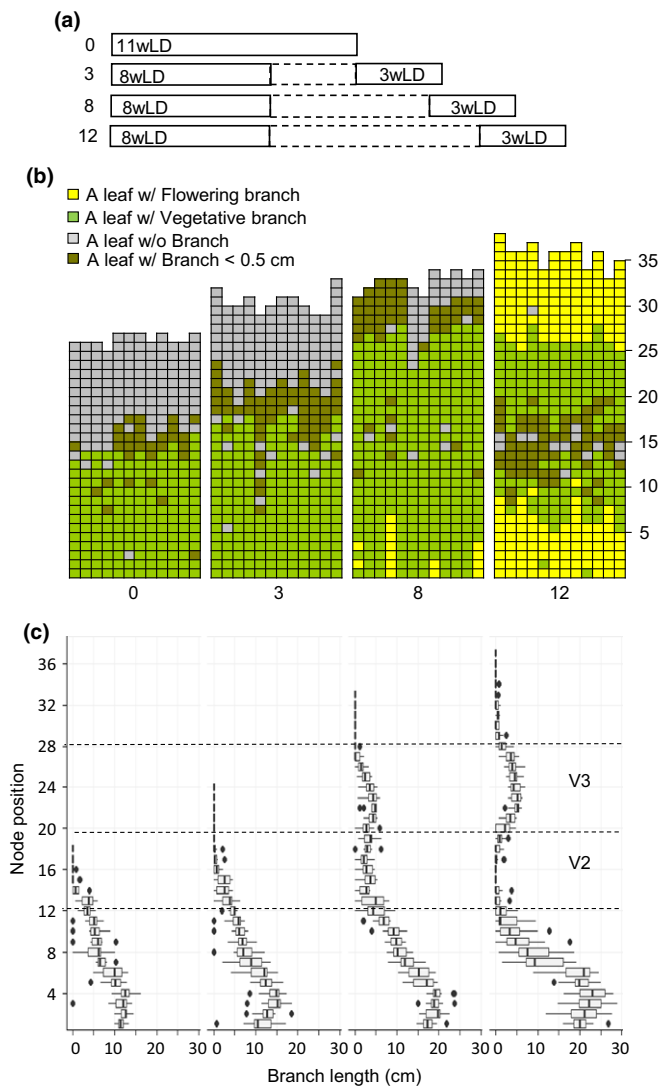 (a)
0 11wLD
3 8wLD 3wLD
8 8wLD 3wLD
12 8wLD 3wLD
(b)
A leaf w/ Flowering branch
A leaf w/ Vegetative branch
A leaf w/o Branch
A leaf w/ Branch < 0.5 cm
35
30
25
20
15
10
5
0 3 8 12
(c)
36
32
28
24
20
16
12
8
4
V3
V2
Node position
0 10 20 30 0 10 20 30 0 10 20 30 0 10 20 30
Branch length (cm)